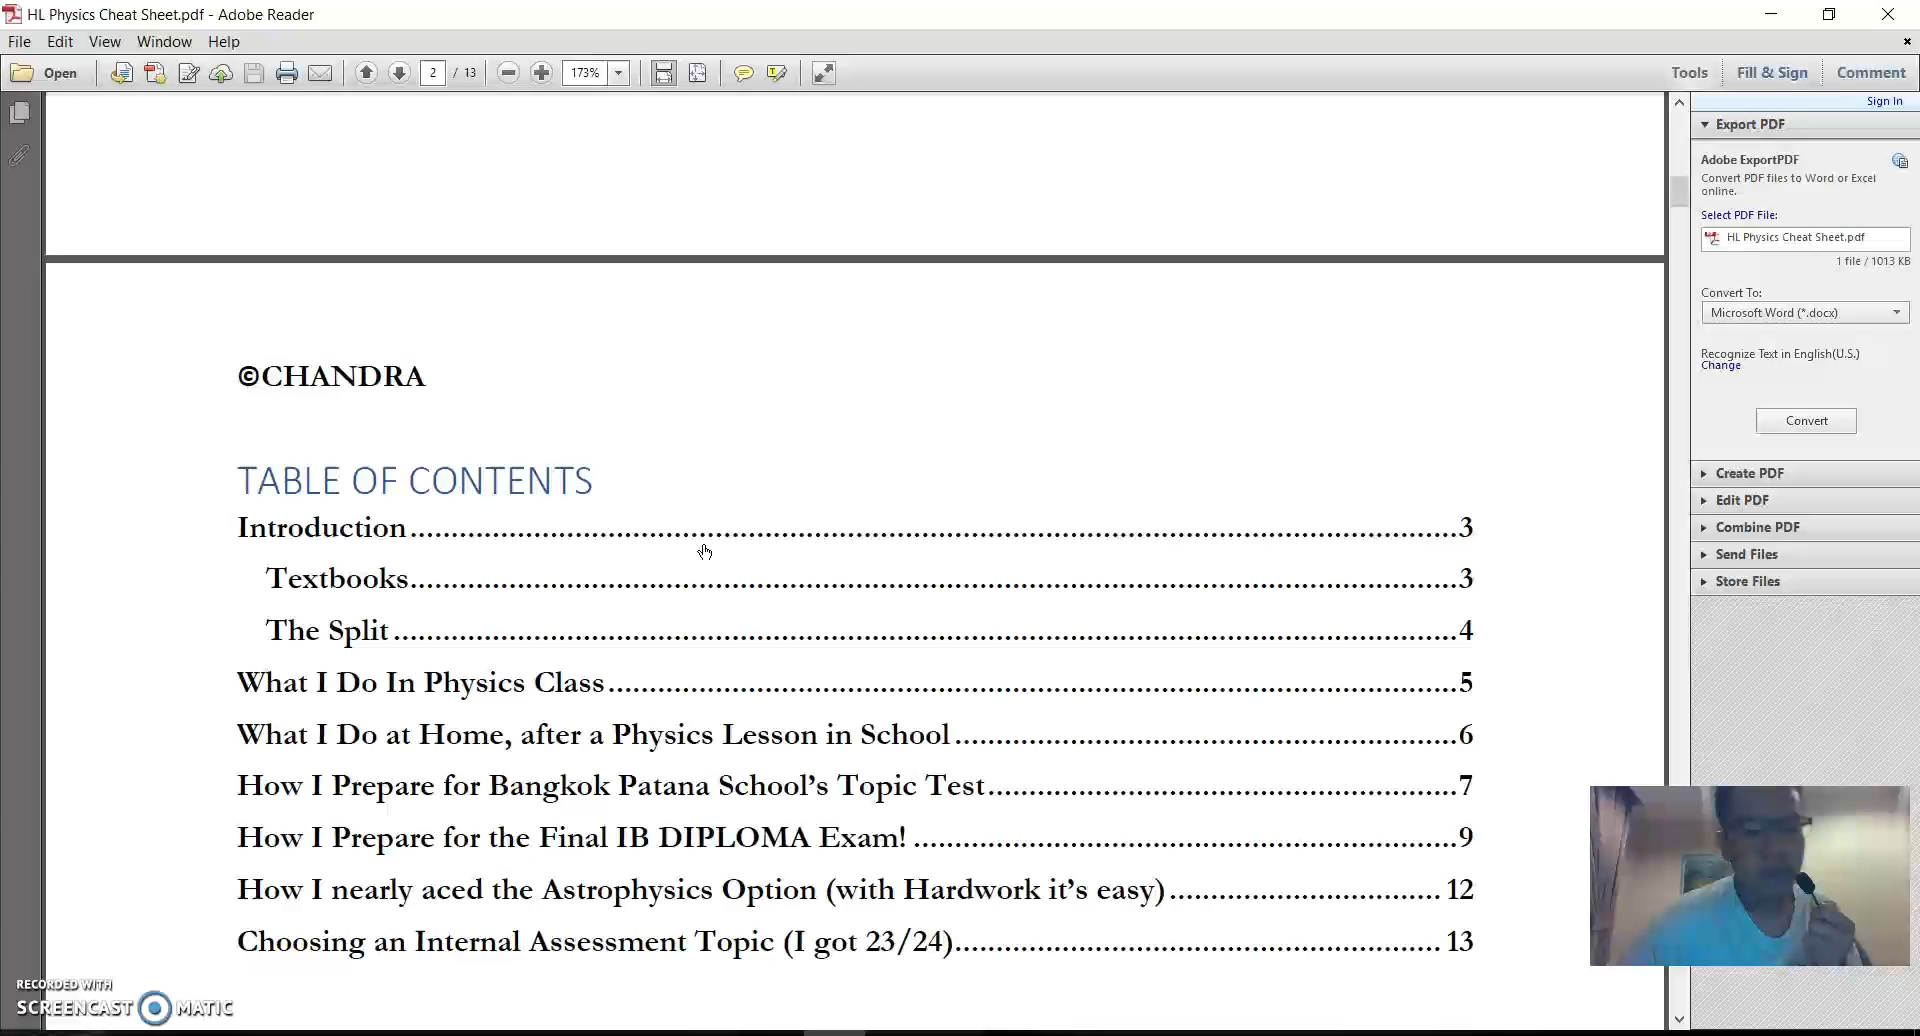 HL Physics Cheat Sheet.pdf - Adobe Reader
File Edit View Window Help
Open 2 / 13 173% Tools Fill & Sign Comment
Sign In
Export PDF
Adobe ExportPDF
Convert PDF files to Word or Excel
online.
Select PDF File:
HL Physics Cheat Sheet.pdf
1 file / 1013 KB
Convert To:
Microsoft Word (*.docx)
Recognize Text in English(U.S.)
Change
Convert
Create PDF
Edit PDF
Combine PDF
Send Files
Store Files
©CHANDRA
TABLE OF CONTENTS
Introduction 3
Textbooks 3
The Split 4
What I Do In Physics Class 5
What I Do at Home, after a Physics Lesson in School 6
How I Prepare for Bangkok Patana School’s Topic Test 7
How I Prepare for the Final IB DIPLOMA Exam! 9
How I nearly aced the Astrophysics Option (with Hardwork it’s easy) 12
Choosing an Internal Assessment Topic (I got 23/24) 13
RECORDED WITH
SCREENCAST MATIC